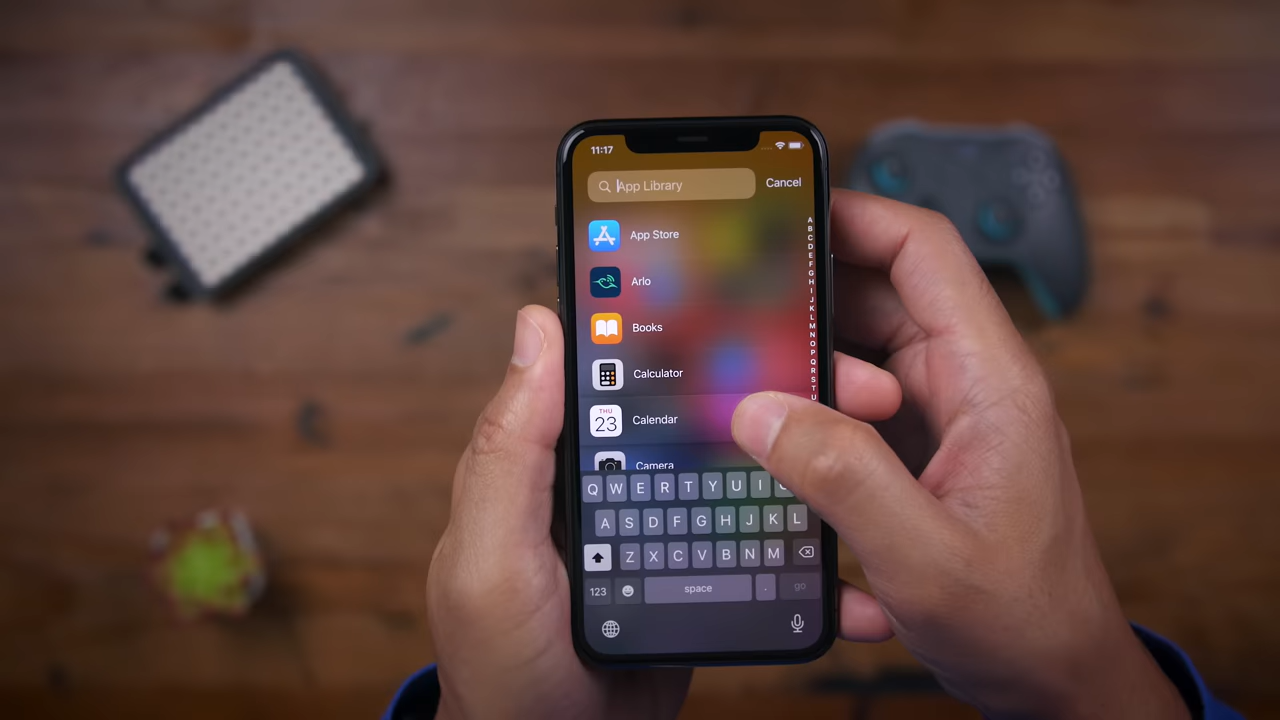 11:17
App Library
Cancel
App Store
Arlo
Books
Calculator
THU
23
Calendar
Camera
A
B
C
D
E
F
G
H
I
J
K
L
M
N
O
P
Q
R
S
T
U
Q W E R T Y U I O
A S D F G H J K L
Z X C V B N M
123
space
.
go